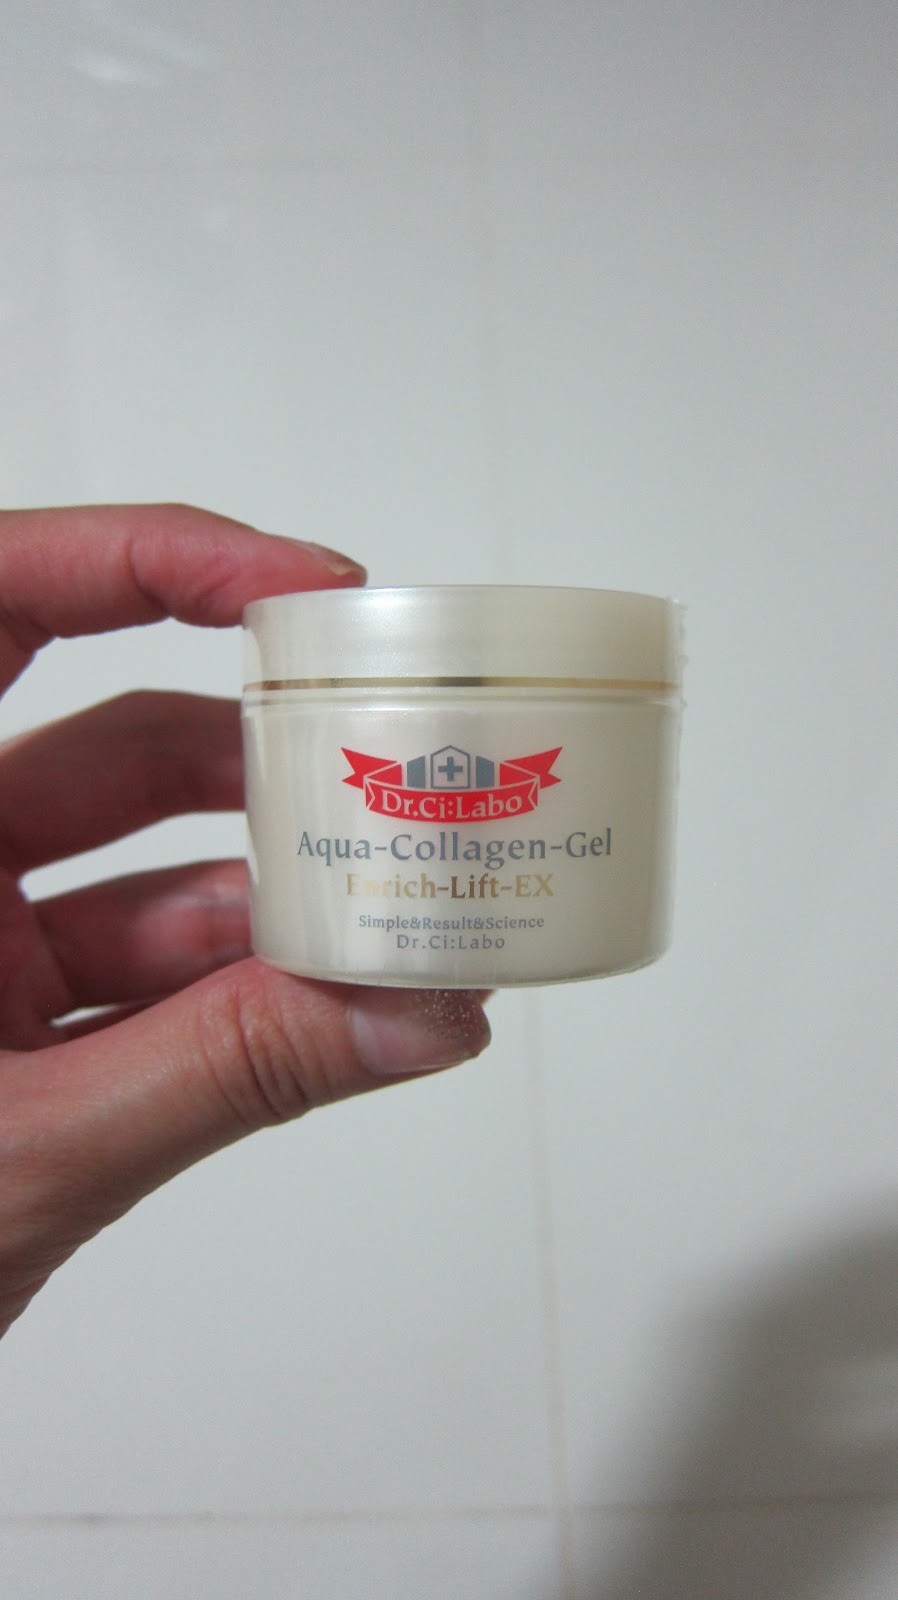 Dr.Ci:Labo
Aqua-Collagen-Gel
Enrich-Lift-EX
Simple&Result&Science
Dr.Ci:Labo